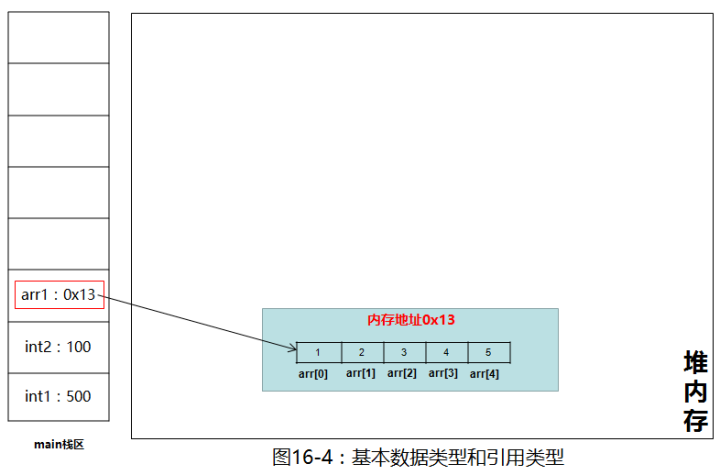 arr1：0x13
int2：100
int1：500
main栈区
内存地址0x13
1 2 3 4 5
arr[0] arr[1] arr[2] arr[3] arr[4]
堆内存
图16-4：基本数据类型和引用类型